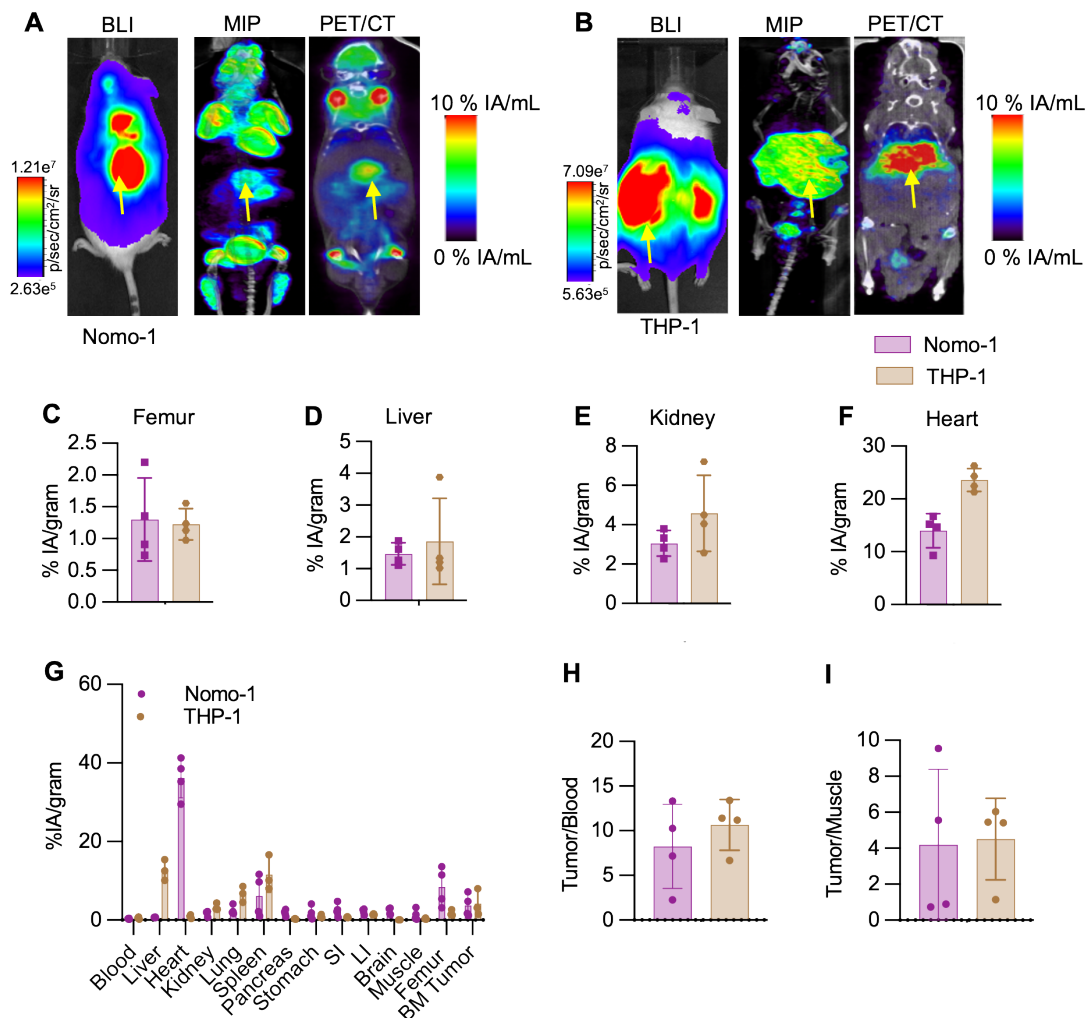 A
BLI
MIP
PET/CT
10 % IA/mL
0 % IA/mL
1.21e⁷
p/sec/cm2/sr
2.63e⁵
Nomo-1
B
BLI
MIP
PET/CT
10 % IA/mL
0 % IA/mL
7.09e⁷
p/sec/cm2/sr
5.63e⁵
THP-1
Nomo-1
THP-1
C
Femur
% IA/gram
2.5
2.0
1.5
1.0
0.5
0.0
D
Liver
% IA/gram
5
4
3
2
1
0
E
Kidney
% IA/gram
8
6
4
2
0
F
Heart
% IA/gram
30
20
10
0
G
Nomo-1
THP-1
%IA/gram
60
40
20
0
Blood
Liver
Heart
Kidney
Lung
Spleen
Pancreas
Stomach
SI
LI
Brain
Muscle
Femur
BM Tumor
H
Tumor/Blood
20
15
10
5
0
I
Tumor/Muscle
10
8
6
4
2
0